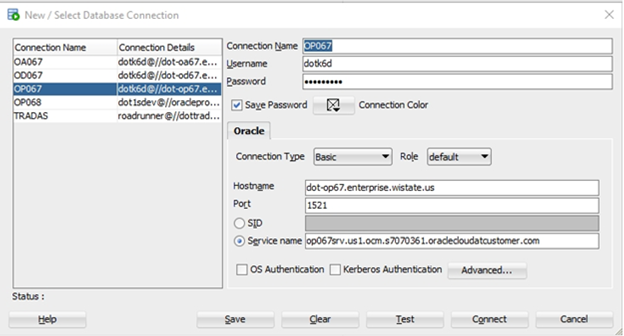 New / Select Database Connection
Connection Name Connection Details
OA067 dotk6d@//dot-oa67.e...
OD067 dotk6d@//dot-od67.e...
OP067 dotk6d@//dot-op67.e...
OP068 dot1sdev@//oraclepro...
TRADAS roadrunner@//dottrad...
Connection Name OP067
Username dotk6d
Password •••••••••
Save Password Connection Color
Oracle
Connection Type Basic Role default
Hostname dot-op67.enterprise.wistate.us
Port 1521
SID
Service name op067srv.us1.ocm.s7070361.oraclecloudatcustomer.com
OS Authentication Kerberos Authentication Advanced...
Status :
Help Save Clear Test Connect Cancel